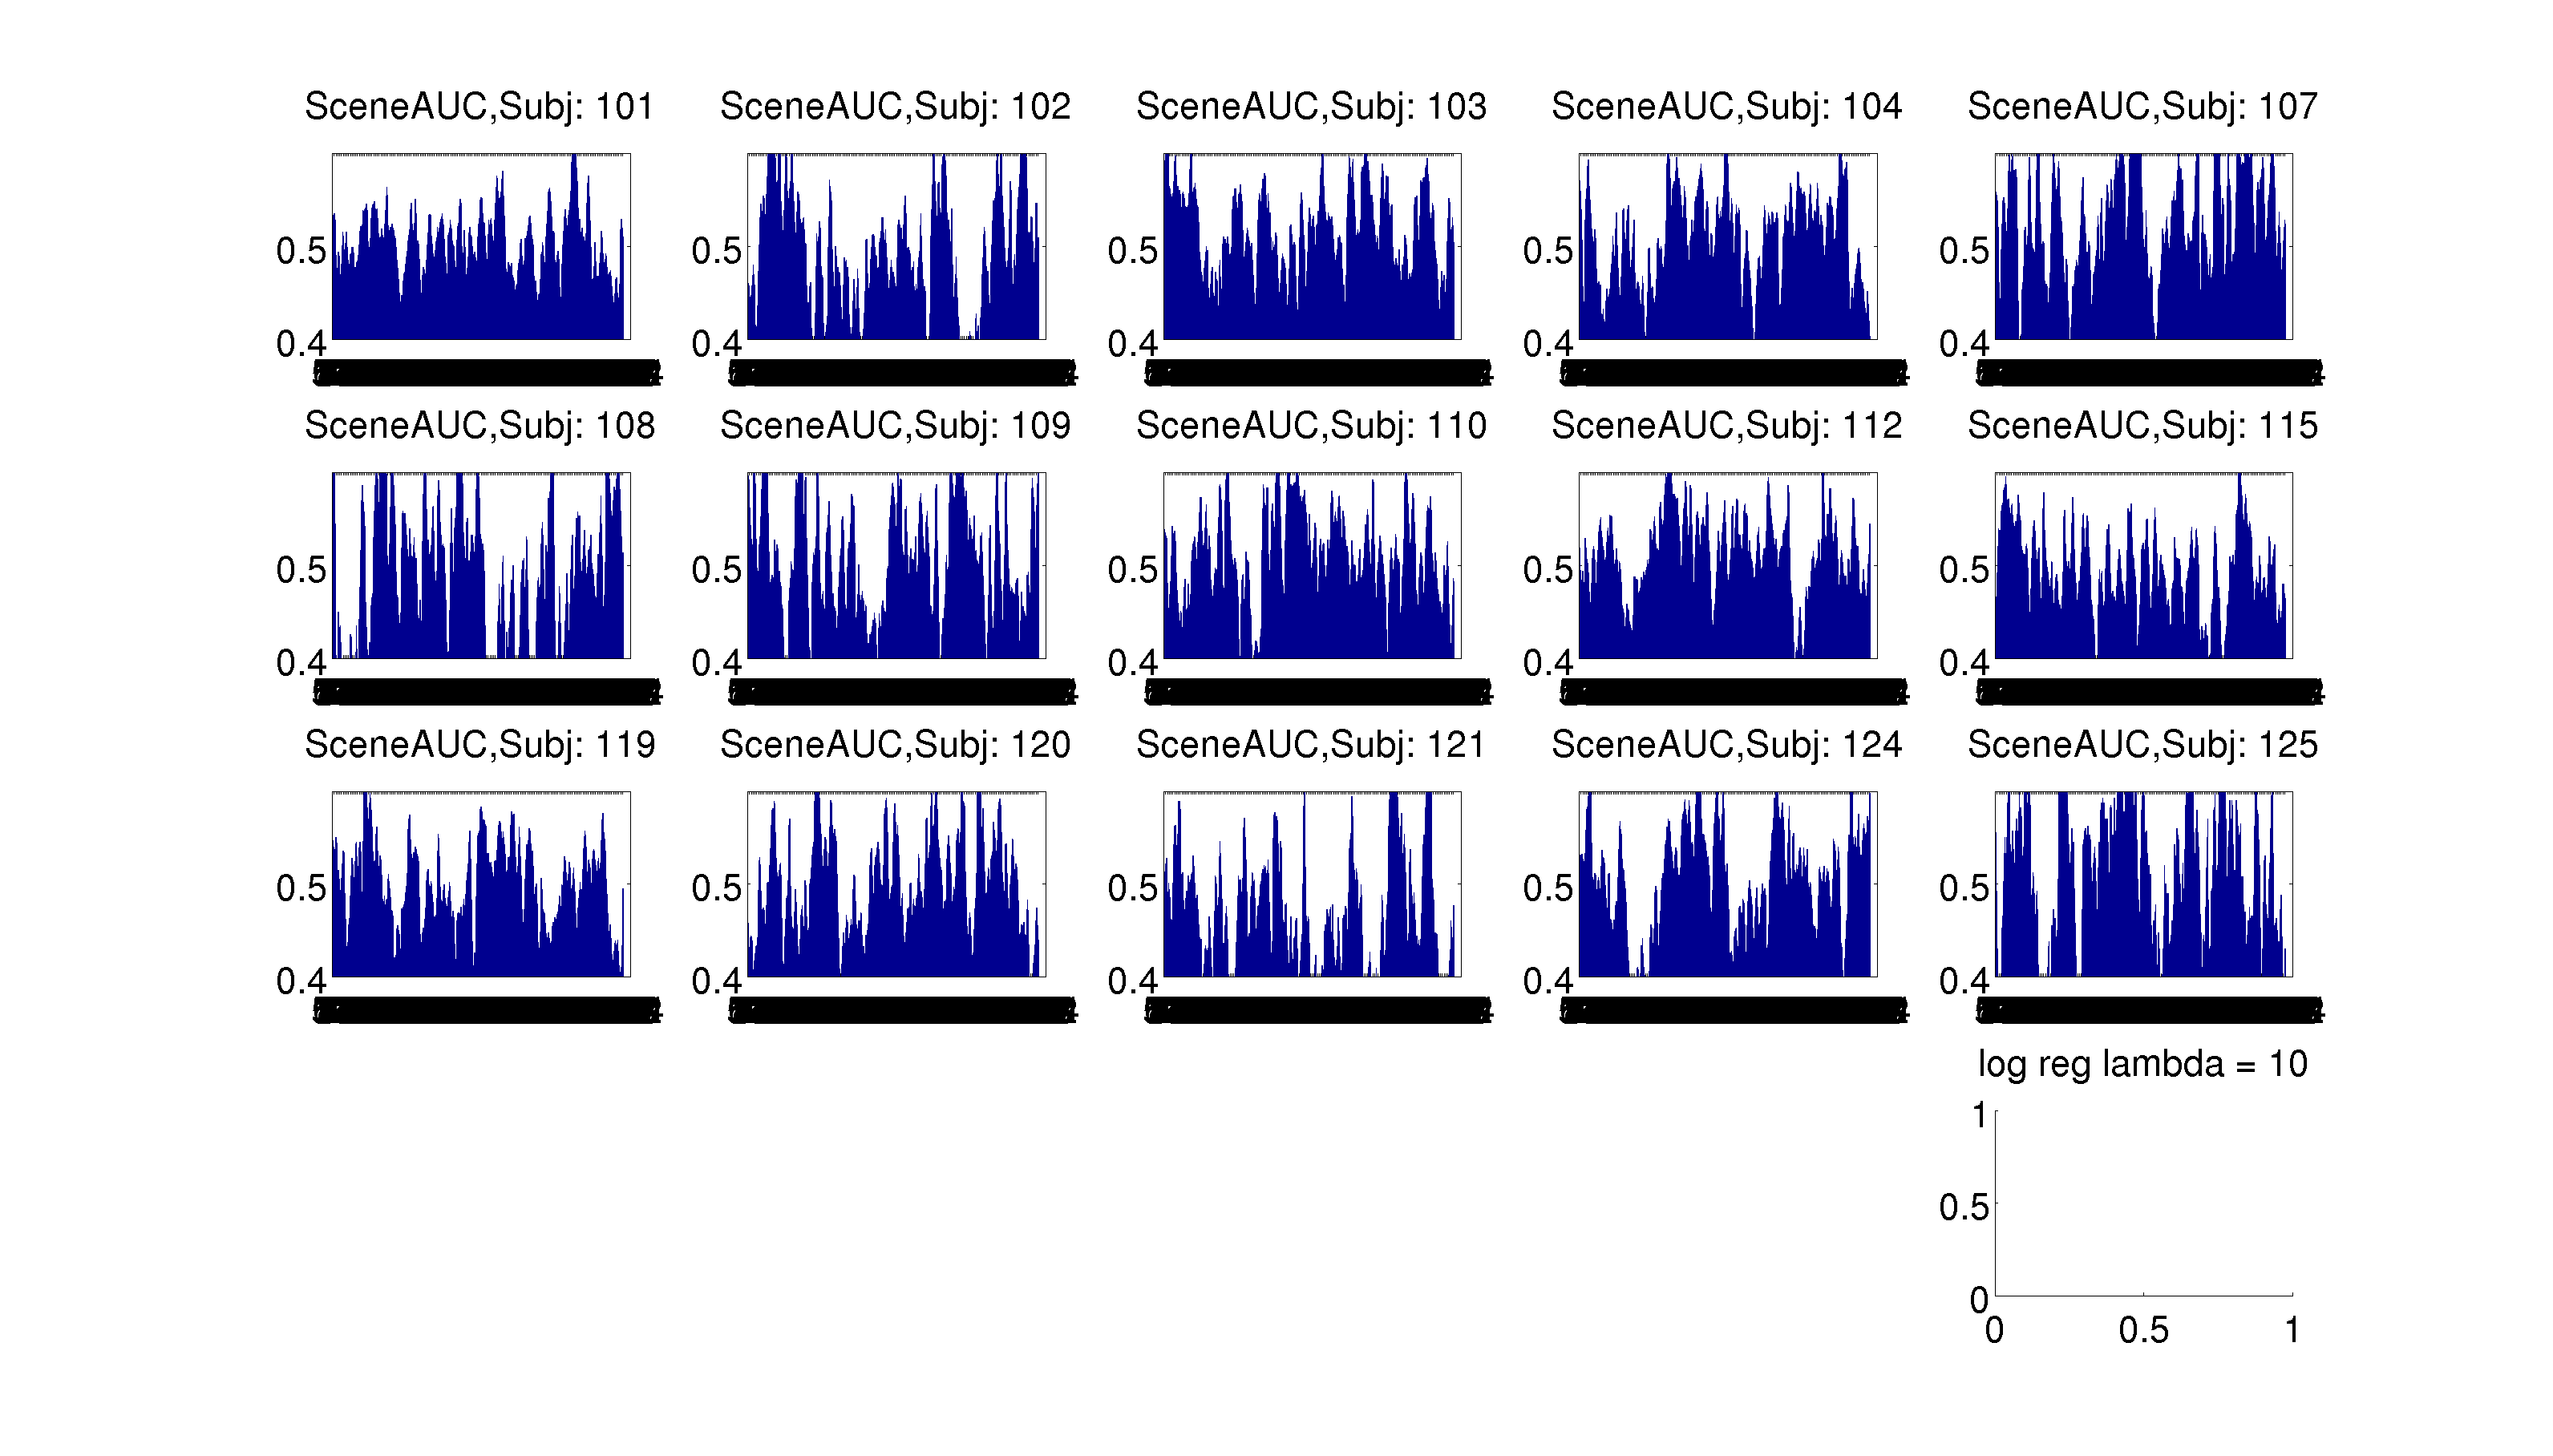 SceneAUC,Subj: 101
SceneAUC,Subj: 102
SceneAUC,Subj: 103
SceneAUC,Subj: 104
SceneAUC,Subj: 107
0.5
0.4
0.5
0.4
0.5
0.4
0.5
0.4
0.5
0.4
SceneAUC,Subj: 108
SceneAUC,Subj: 109
SceneAUC,Subj: 110
SceneAUC,Subj: 112
SceneAUC,Subj: 115
0.5
0.4
0.5
0.4
0.5
0.4
0.5
0.4
0.5
0.4
SceneAUC,Subj: 119
SceneAUC,Subj: 120
SceneAUC,Subj: 121
SceneAUC,Subj: 124
SceneAUC,Subj: 125
0.5
0.4
0.5
0.4
0.5
0.4
0.5
0.4
0.5
0.4
log reg lambda = 10
1
0.5
0
0 0.5 1